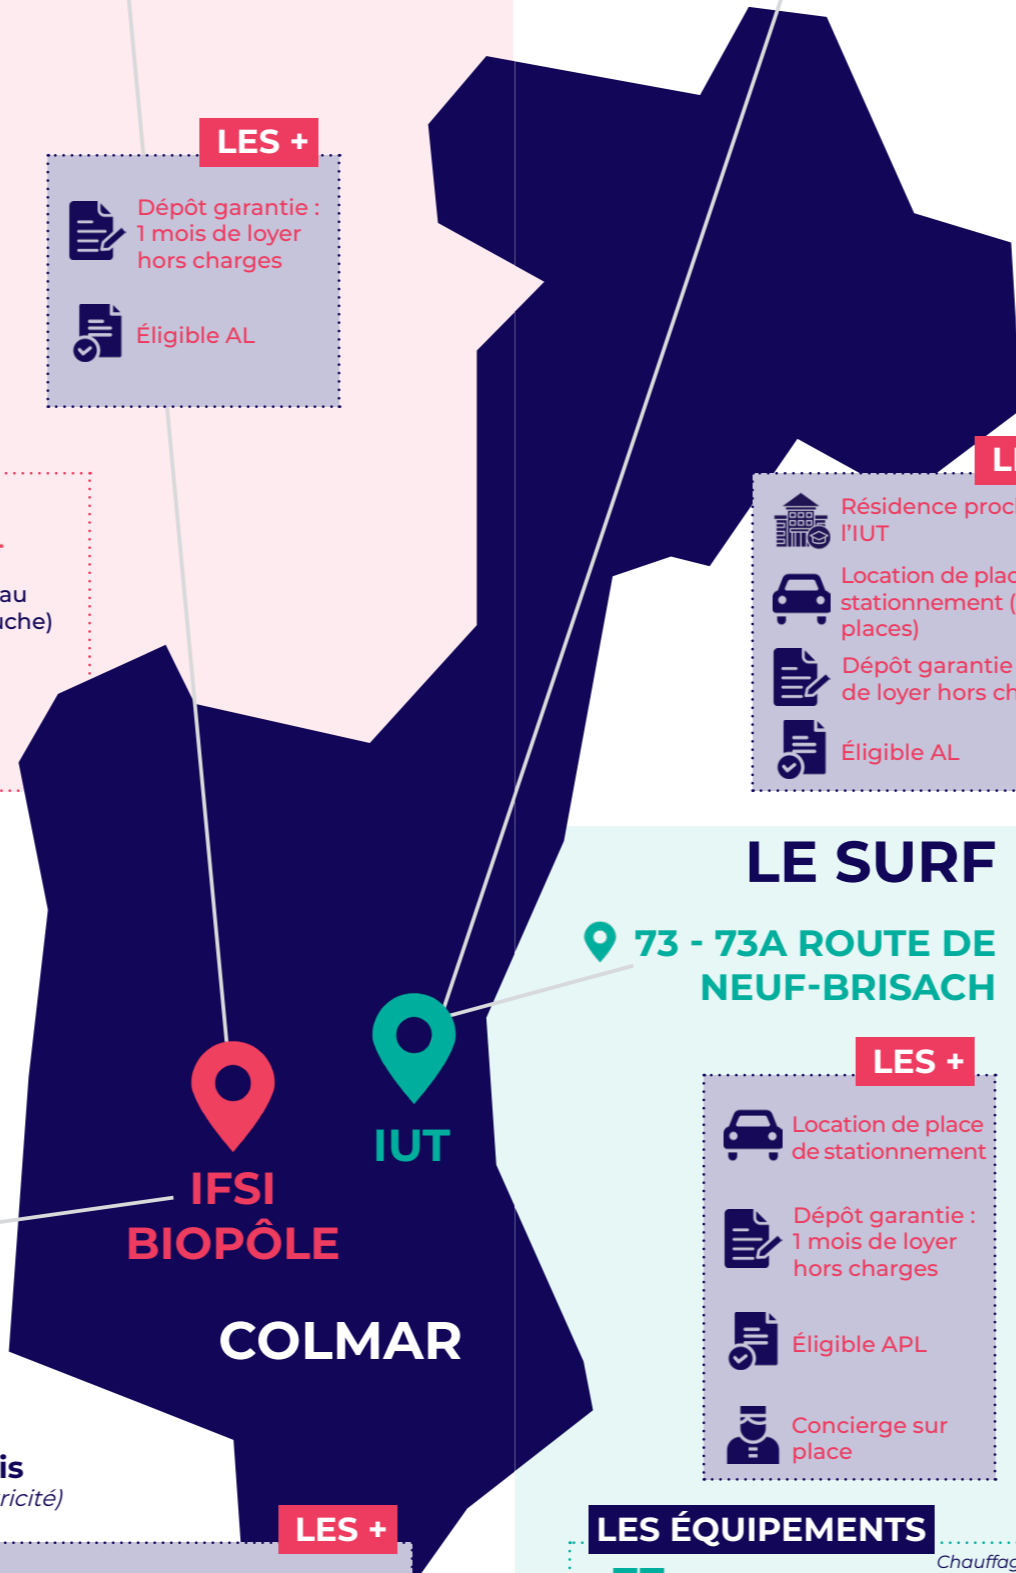 LES +
Dépôt garantie :
1 mois de loyer
hors charges
Éligible AL
au
uche)
LE
Résidence proc
l'IUT
Location de plac
stationnement (
places)
Dépôt garantie
de loyer hors ch
Éligible AL
LE SURF
73 - 73A ROUTE DE
NEUF-BRISACH
LES +
Location de place
de stationnement
Dépôt garantie :
1 mois de loyer
hors charges
Éligible APL
Concierge sur
place
IUT
IFSI
BIOPÔLE
COLMAR
is
ricité)
LES +
LES ÉQUIPEMENTS
Chauffag